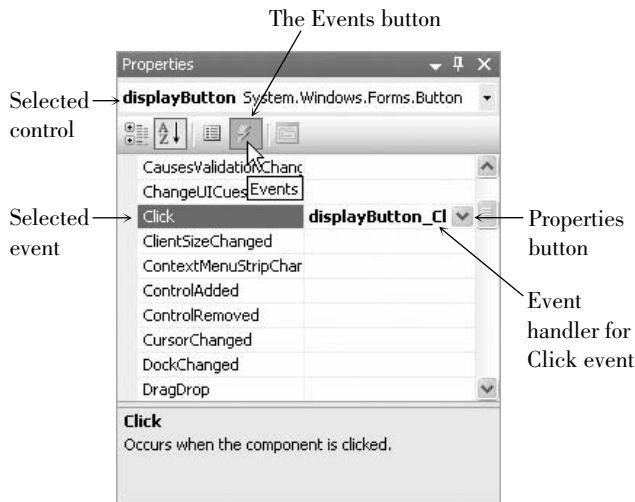 The Events button
Properties
Selected control
displayButton System.Windows.Forms.Button
CausesValidationChang
ChangeUICues
Events
Selected event
Click displayButton_Cl
Properties button
ClientSizeChanged
ContextMenuStripChar
ControlAdded
Event handler for Click event
ControlRemoved
CursorChanged
DockChanged
DragDrop
Click
Occurs when the component is clicked.